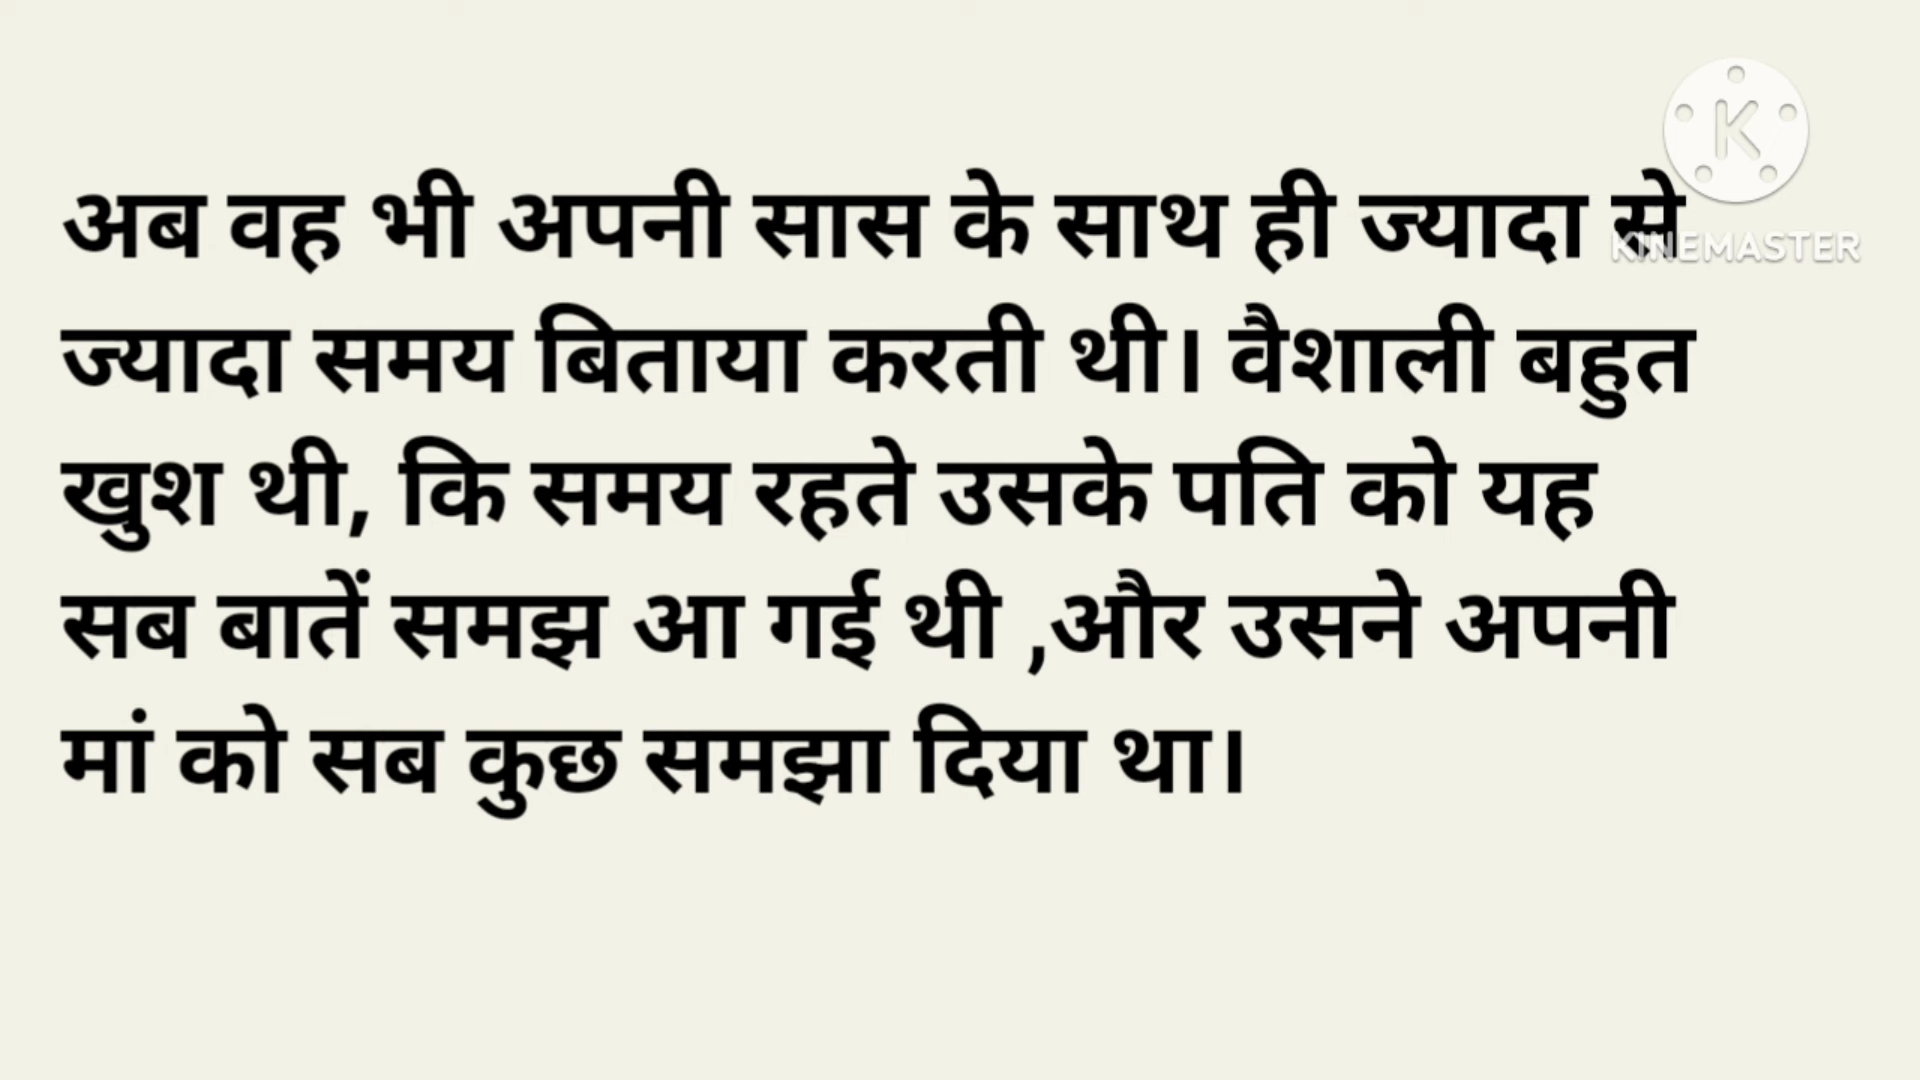 अब वह भी अपनी सास के साथ ही ज्यादा से
KINEMASTER
ज्यादा समय बिताया करती थी। वैशाली बहुत
खुश थी, कि समय रहते उसके पति को यह
सब बातें समझ आ गई थी ,और उसने अपनी
मां को सब कुछ समझा दिया था।